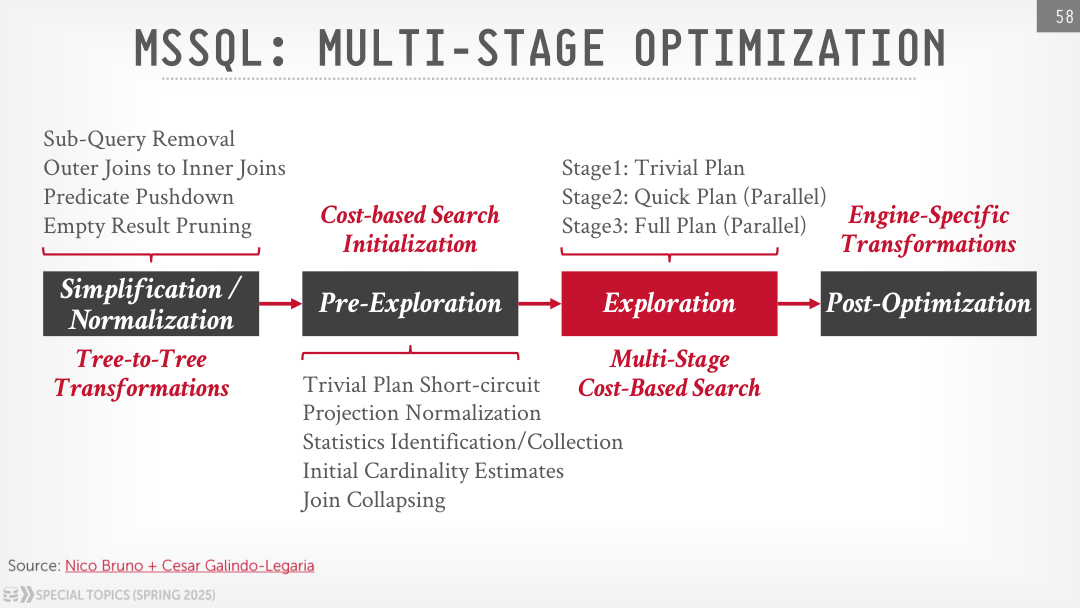 58
MSSQL: MULTI-STAGE OPTIMIZATION
Sub-Query Removal
Outer Joins to Inner Joins
Predicate Pushdown
Empty Result Pruning
Simplification /
Normalization
Tree-to-Tree
Transformations
Cost-based Search
Initialization
Pre-Exploration
Trivial Plan Short-circuit
Projection Normalization
Statistics Identification/Collection
Initial Cardinality Estimates
Join Collapsing
Stage1: Trivial Plan
Stage2: Quick Plan (Parallel)
Stage3: Full Plan (Parallel)
Exploration
Multi-Stage
Cost-Based Search
Engine-Specific
Transformations
Post-Optimization
Source: Nico Bruno + Cesar Galindo-Legaria
SPECIAL TOPICS (SPRING 2025)